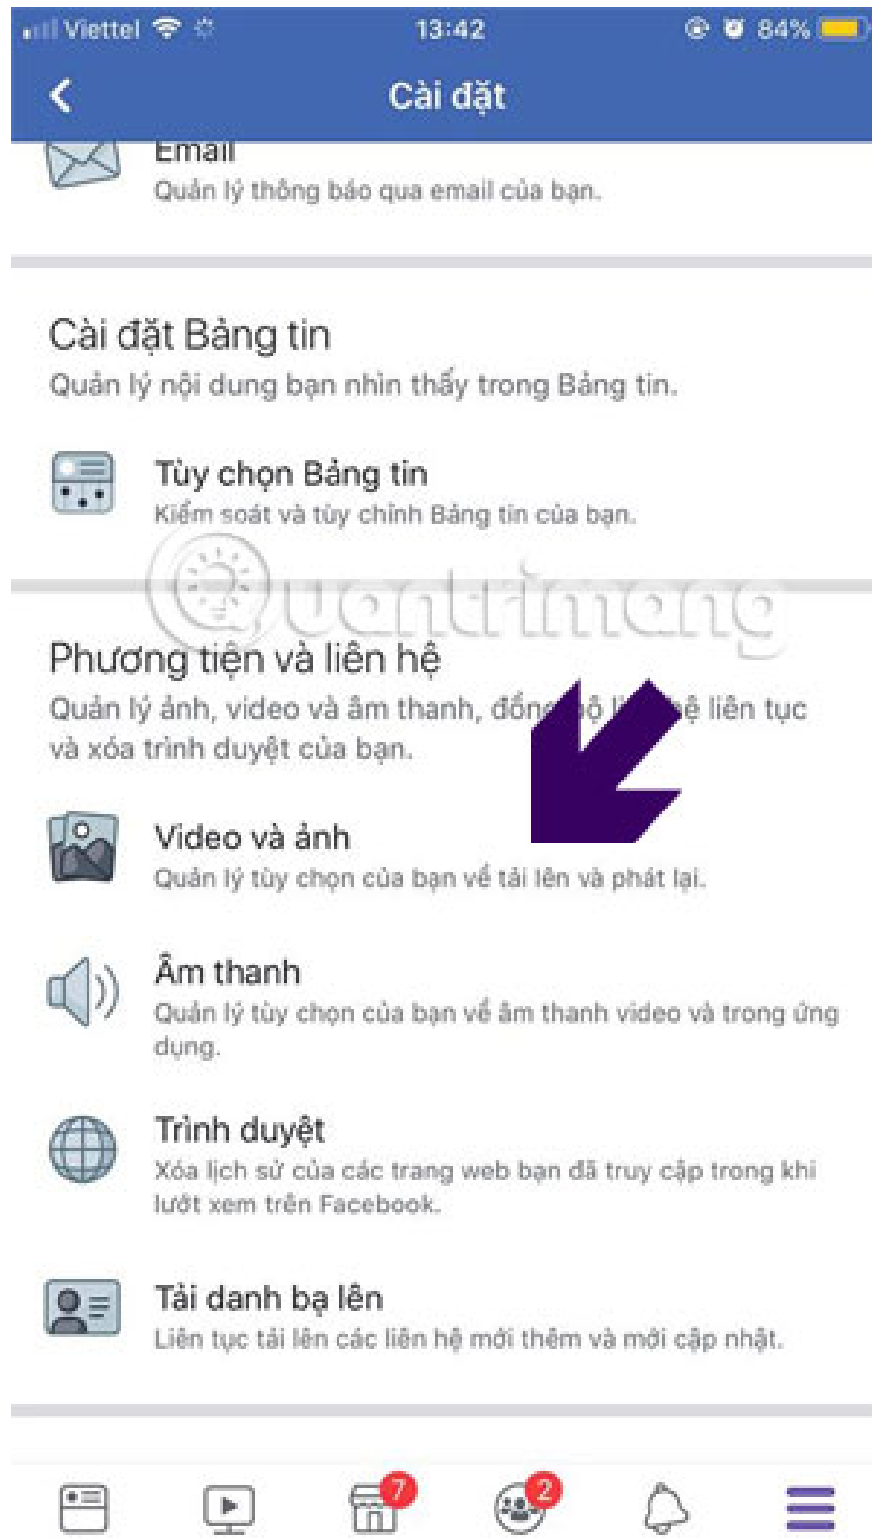 Viettel 13:42 84%
Cài đặt
Email
Quản lý thông báo qua email của bạn.
Cài đặt Bảng tin
Quản lý nội dung bạn nhìn thấy trong Bảng tin.
Tùy chọn Bảng tin
Kiểm soát và tùy chỉnh Bảng tin của bạn.
Quantrimang
Phương tiện và liên hệ
Quản lý ảnh, video và âm thanh, liên tục
và xóa trình duyệt của bạn.
Video và ảnh
Quản lý tùy chọn của bạn về tải lên và phát lại.
Âm thanh
Quản lý tùy chọn của bạn về âm thanh video và trong ứng
dụng.
Trình duyệt
Xóa lịch sử của các trang web bạn đã truy cập trong khi
lướt xem trên Facebook.
Tải danh bạ lên
Liên tục tải lên các liên hệ mới thêm và mới cập nhật.
7 2